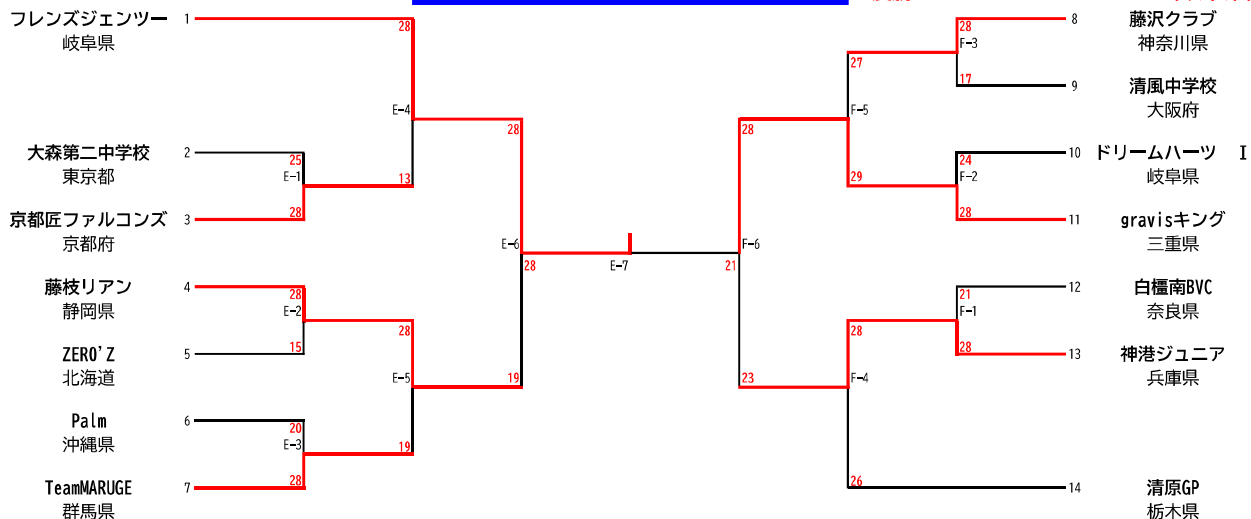 フレンズジェンツー 1
岐阜県
28
E-4
大森第二中学校 2
東京都
25
E-1
13
京都匠ファルコンズ 3
京都府
28
28
E-6
28
藤枝リアン 4
静岡県
28
E-2
28
ZERO'Z 5
北海道
15
E-5
19
Palm 6
沖縄県
20
E-3
19
TeamMARUGE 7
群馬県
28
E-7
8 藤沢クラブ
神奈川県
28
F-3
27
17
9 清風中学校
大阪府
F-5
28
10 ドリームハーツ I
岐阜県
24
F-2
29
28
11 gravisキング
三重県
F-6
21
12 白橿南BVC
奈良県
21
F-1
28
28
13 神港ジュニア
兵庫県
23
F-4
26
14 清原GP
栃木県